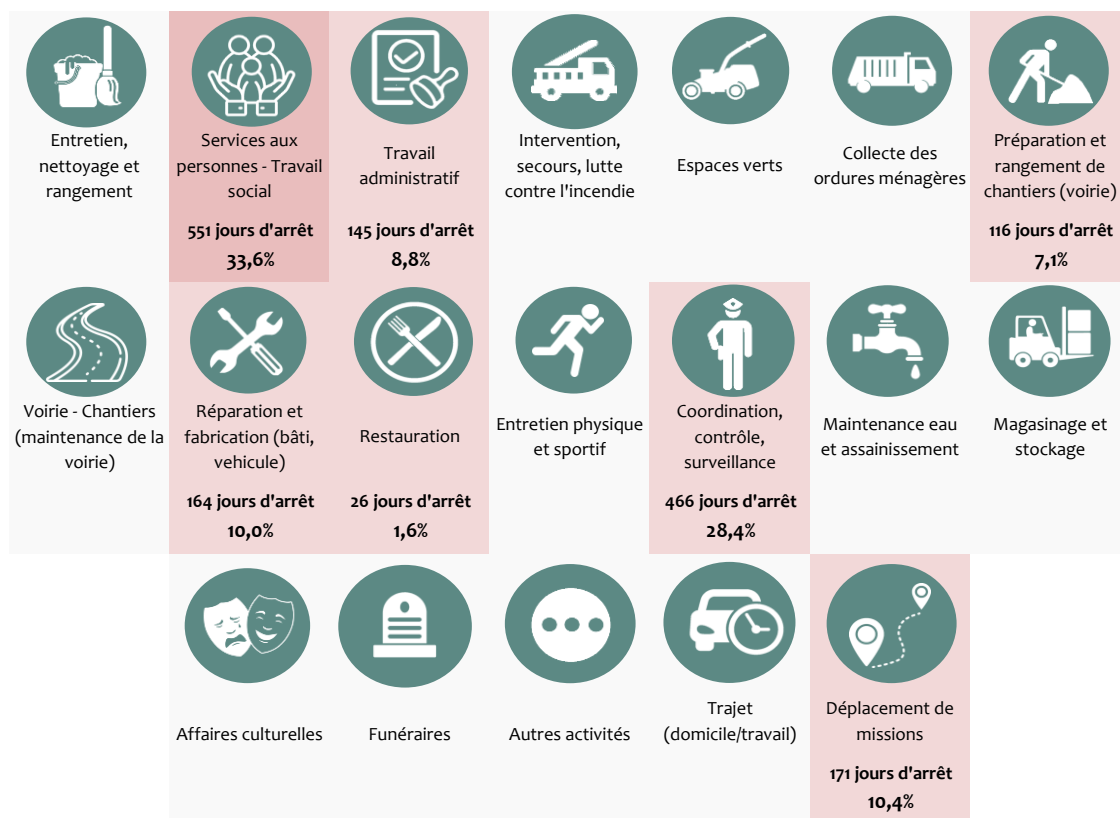 Entretien,
nettoyage et
rangement
Services aux
personnes - Travail
social
551 jours d'arrêt
33,6%
Travail
administratif
145 jours d'arrêt
8,8%
Intervention,
secours, lutte
contre l'incendie
Espaces verts
Collecte des
ordures ménagères
Préparation et
rangement de
chantiers (voirie)
116 jours d'arrêt
7,1%
Voirie - Chantiers
(maintenance de la
voirie)
Réparation et
fabrication (bâti,
vehicule)
164 jours d'arrêt
10,0%
Restauration
26 jours d'arrêt
1,6%
Entretien physique
et sportif
Coordination,
contrôle,
surveillance
466 jours d'arrêt
28,4%
Maintenance eau
et assainissement
Magasinage et
stockage
Affaires culturelles
Funéraires
Autres activités
Trajet
(domicile/travail)
Déplacement de
missions
171 jours d'arrêt
10,4%